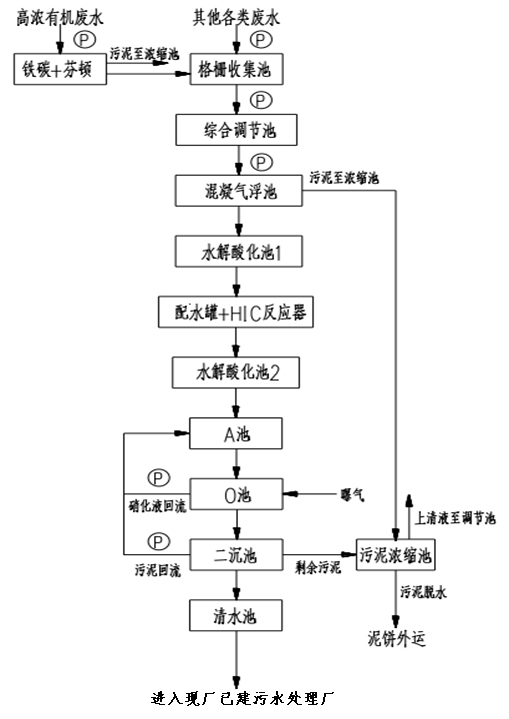 高浓有机废水
其他各类废水
P
P
污泥至浓缩池
铁碳+芬顿
格栅收集池
P
综合调节池
P
污泥至浓缩池
混凝气浮池
水解酸化池1
配水罐+HIC反应器
水解酸化池2
A池
P
O池
曝气
硝化液回流
上清液至调节池
P
二沉池
污泥浓缩池
污泥回流
剩余污泥
污泥脱水
清水池
泥饼外运
进入现厂已建污水处理厂